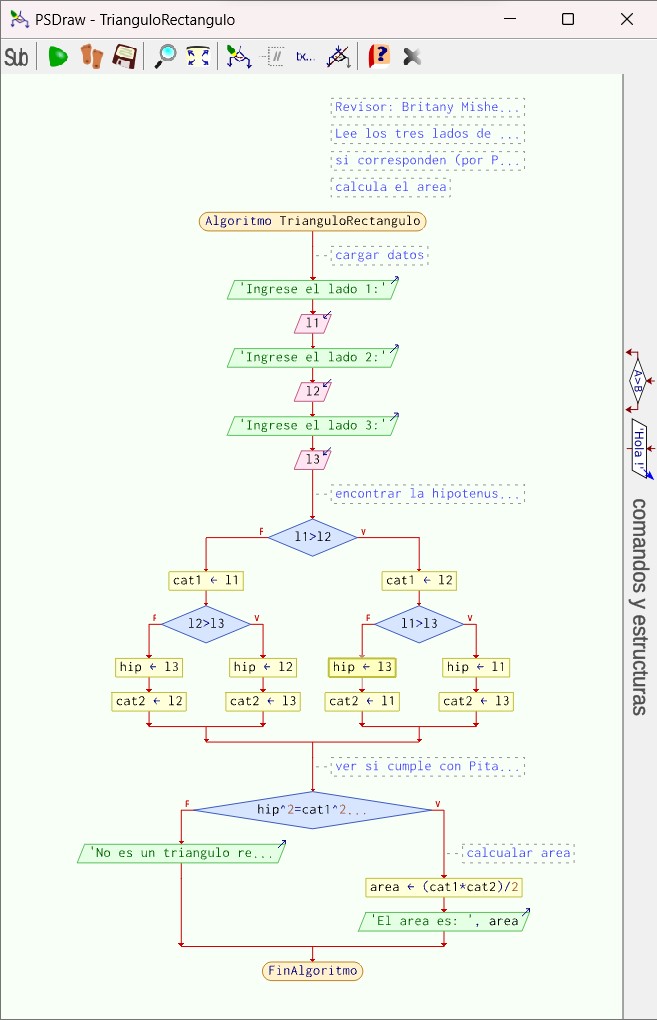 PSDraw - TrianguloRectangulo
Sub
tx...
Revisor: Britany Mishe...
Lee los tres lados de ...
si corresponden (por P...
calcula el area
Algoritmo TrianguloRectangulo
cargar datos
'Ingrese el lado 1:'
l1
'Ingrese el lado 2:'
l2
'Ingrese el lado 3:'
l3
encontrar la hipotenus...
F
l1>l2
V
cat1 ← l1
cat1 ← l2
F
l2>l3
V
F
l1>l3
V
hip ← l3
hip ← l2
hip ← l3
hip ← l1
cat2 ← l2
cat2 ← l3
cat2 ← l1
cat2 ← l3
ver si cumple con Pita...
F
hip^2=cat1^2...
V
'No es un triangulo re...
calcualar area
area ← (cat1*cat2)/2
'El area es: ', area
FinAlgoritmo
A>B
'Hola !'
comandos y estructuras